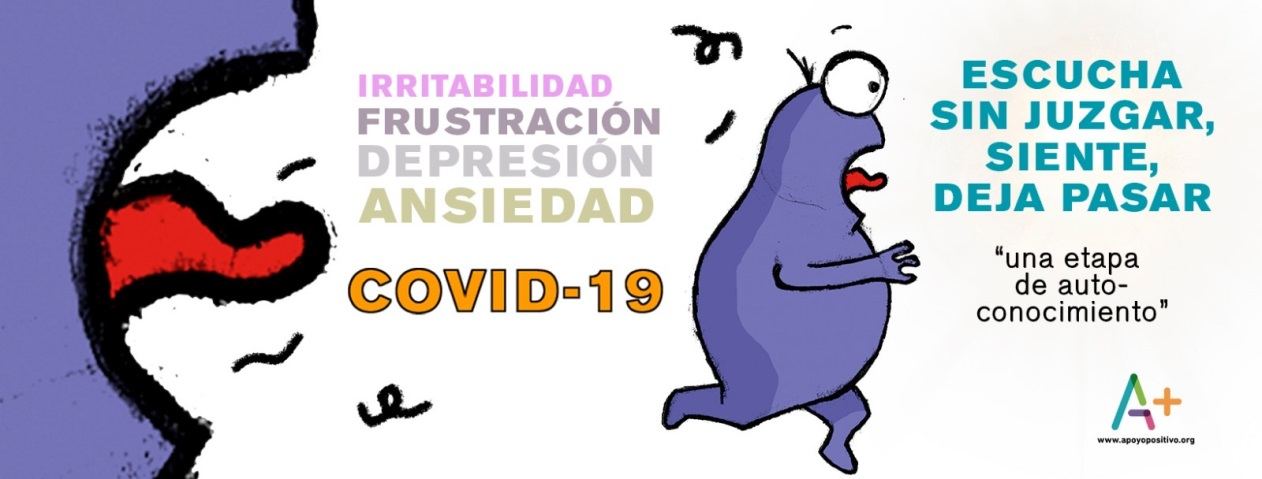 IRRITABILIDAD
FRUSTRACIÓN
DEPRESIÓN
ANSIEDAD
COVID-19
ESCUCHA
SIN JUZGAR,
SIENTE,
DEJA PASAR
“una etapa
de auto-
conocimiento”
A+
www.apoyopositivo.org